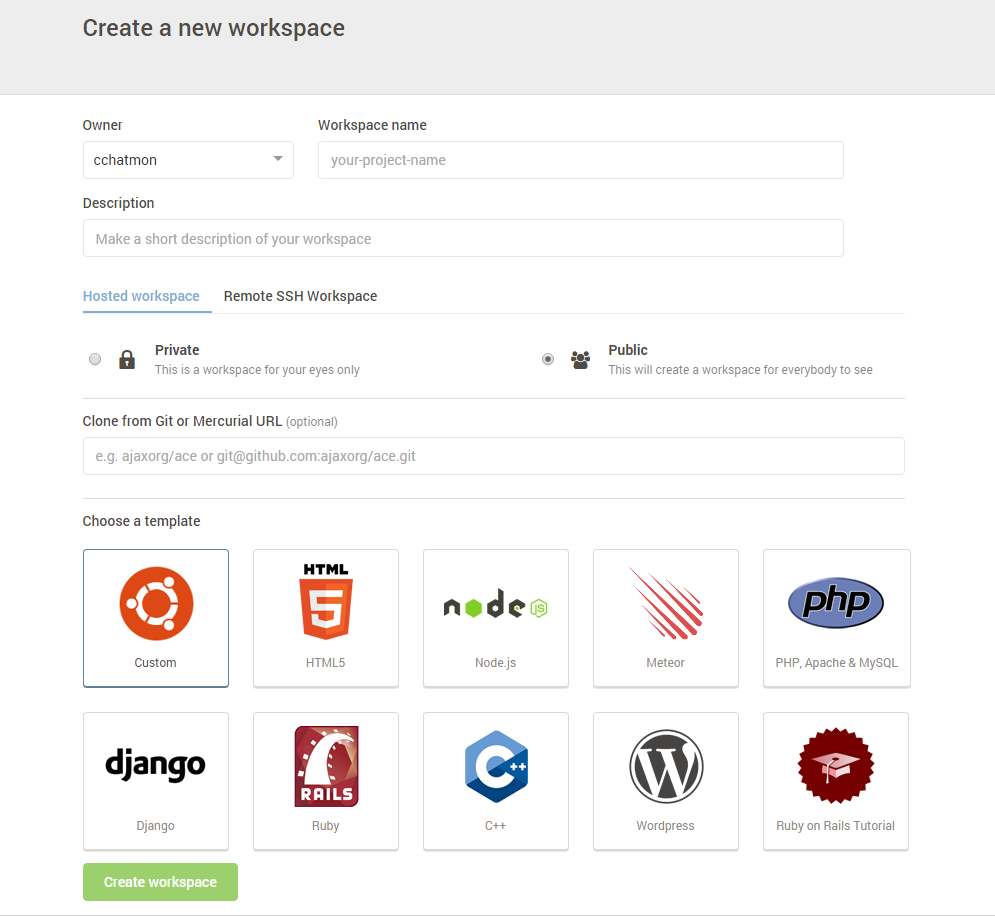 Create a new workspace
Owner
Workspace name
cchatmon
your-project-name
Description
Make a short description of your workspace
Hosted workspace
Remote SSH Workspace
Private
This is a workspace for your eyes only
Public
This will create a workspace for everybody to see
Clone from Git or Mercurial URL (optional)
e.g. ajaxorg/ace or git@github.com:ajaxorg/ace.git
Choose a template
Custom
HTML
5
HTML5
node
JS
Node.js
Meteor
php
PHP, Apache & MySQL
django
Django
RAILS
Ruby
C++
C++
W
Wordpress
Ruby on Rails Tutorial
Create workspace